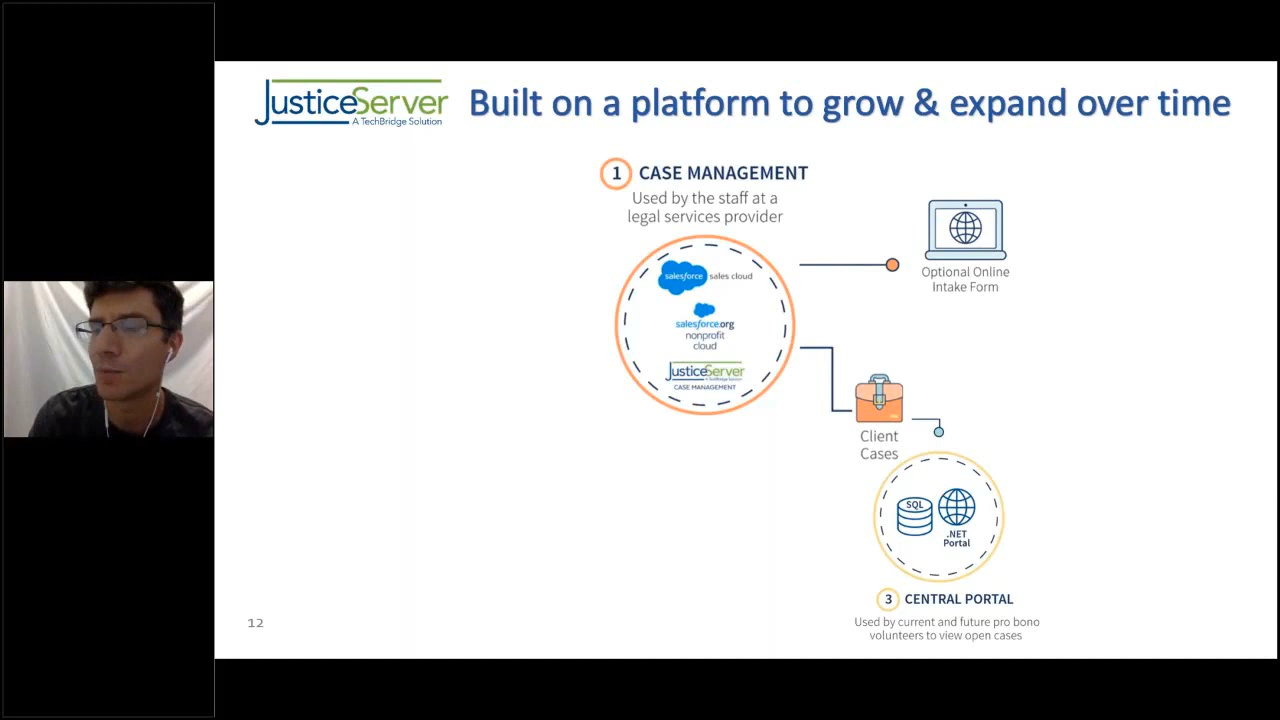 JusticeServer
A TechBridge Solution
Built on a platform to grow & expand over time
1 CASE MANAGEMENT
Used by the staff at a
legal services provider
salesforce sales cloud
salesforce.org
nonprofit
cloud
JusticeServer
A TechBridge Solution
CASE MANAGEMENT
Optional Online
Intake Form
Client
Cases
SQL
.NET
Portal
3 CENTRAL PORTAL
Used by current and future pro bono
volunteers to view open cases
12